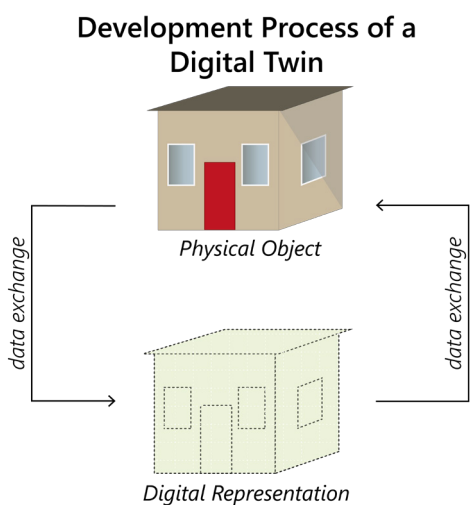 Development Process of a
Digital Twin
Physical Object
data exchange
data exchange
Digital Representation